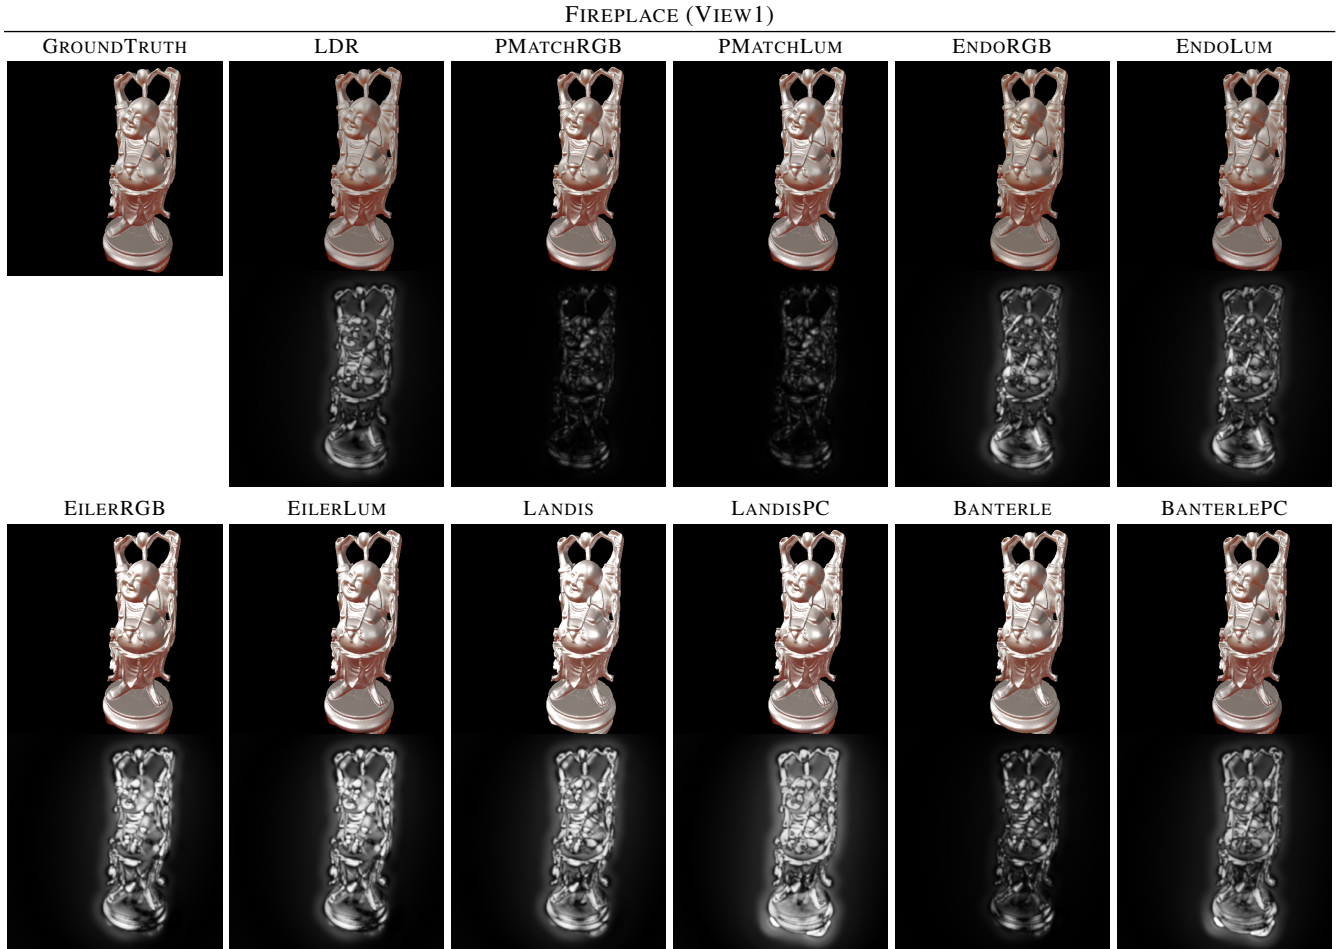 FIREPLACE (VIEW1)
GROUNDTRUTH LDR PMATCHRGB PMATCHLUM ENDORGB ENDOLUM
EILERRGB EILERLUM LANDIS LANDISPC BANTERLE BANTERLEPC